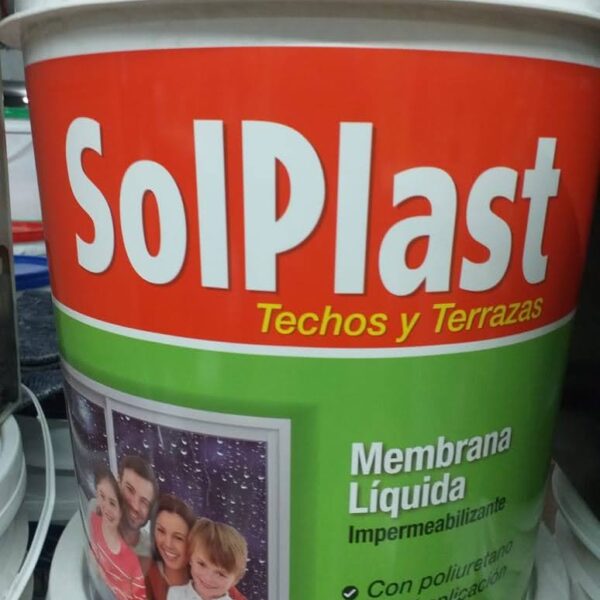 SolPlast
Techos y Terrazas
Membrana
Líquida
Impermeabilizante
Con poliuretano